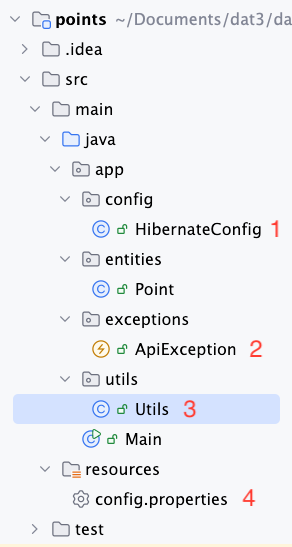 points ~/Documents/dat3/da
.idea
src
main
java
app
config
HibernateConfig 1
entities
Point
exceptions
ApiException 2
utils
Utils 3
Main
resources
config.properties 4
test